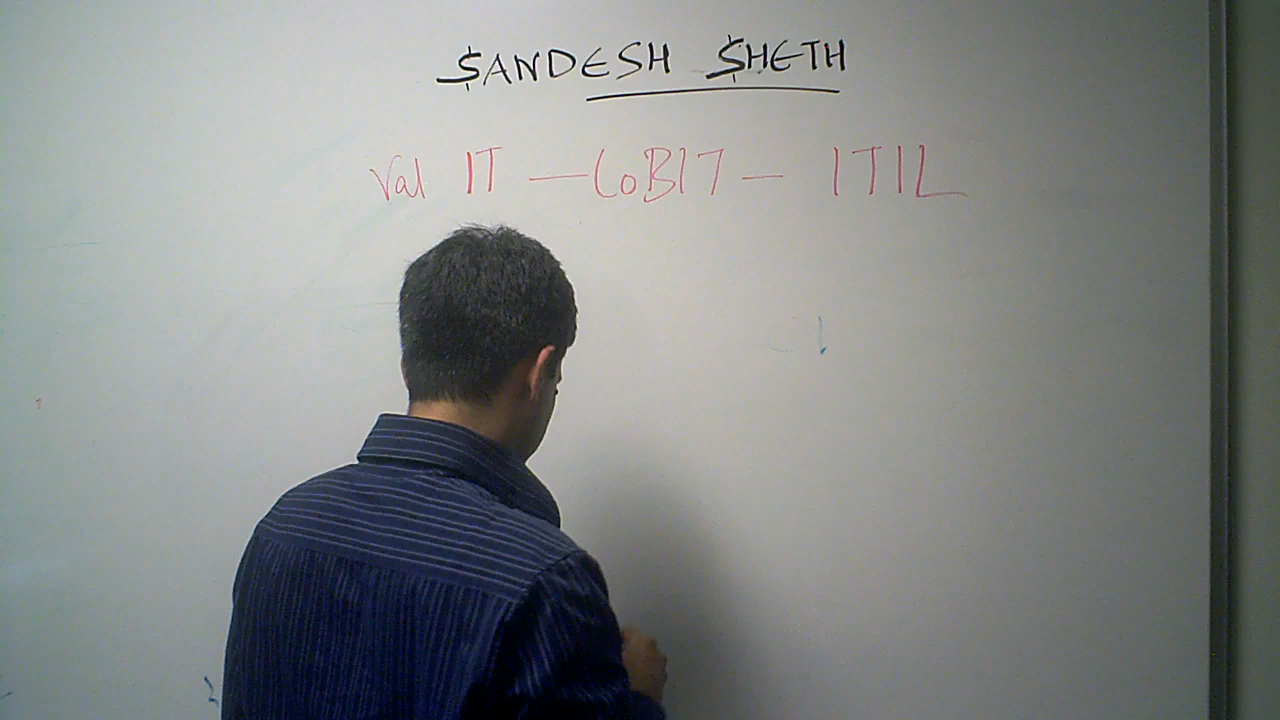 $ANDESH $HETH
Val IT — CoBIT — ITIL